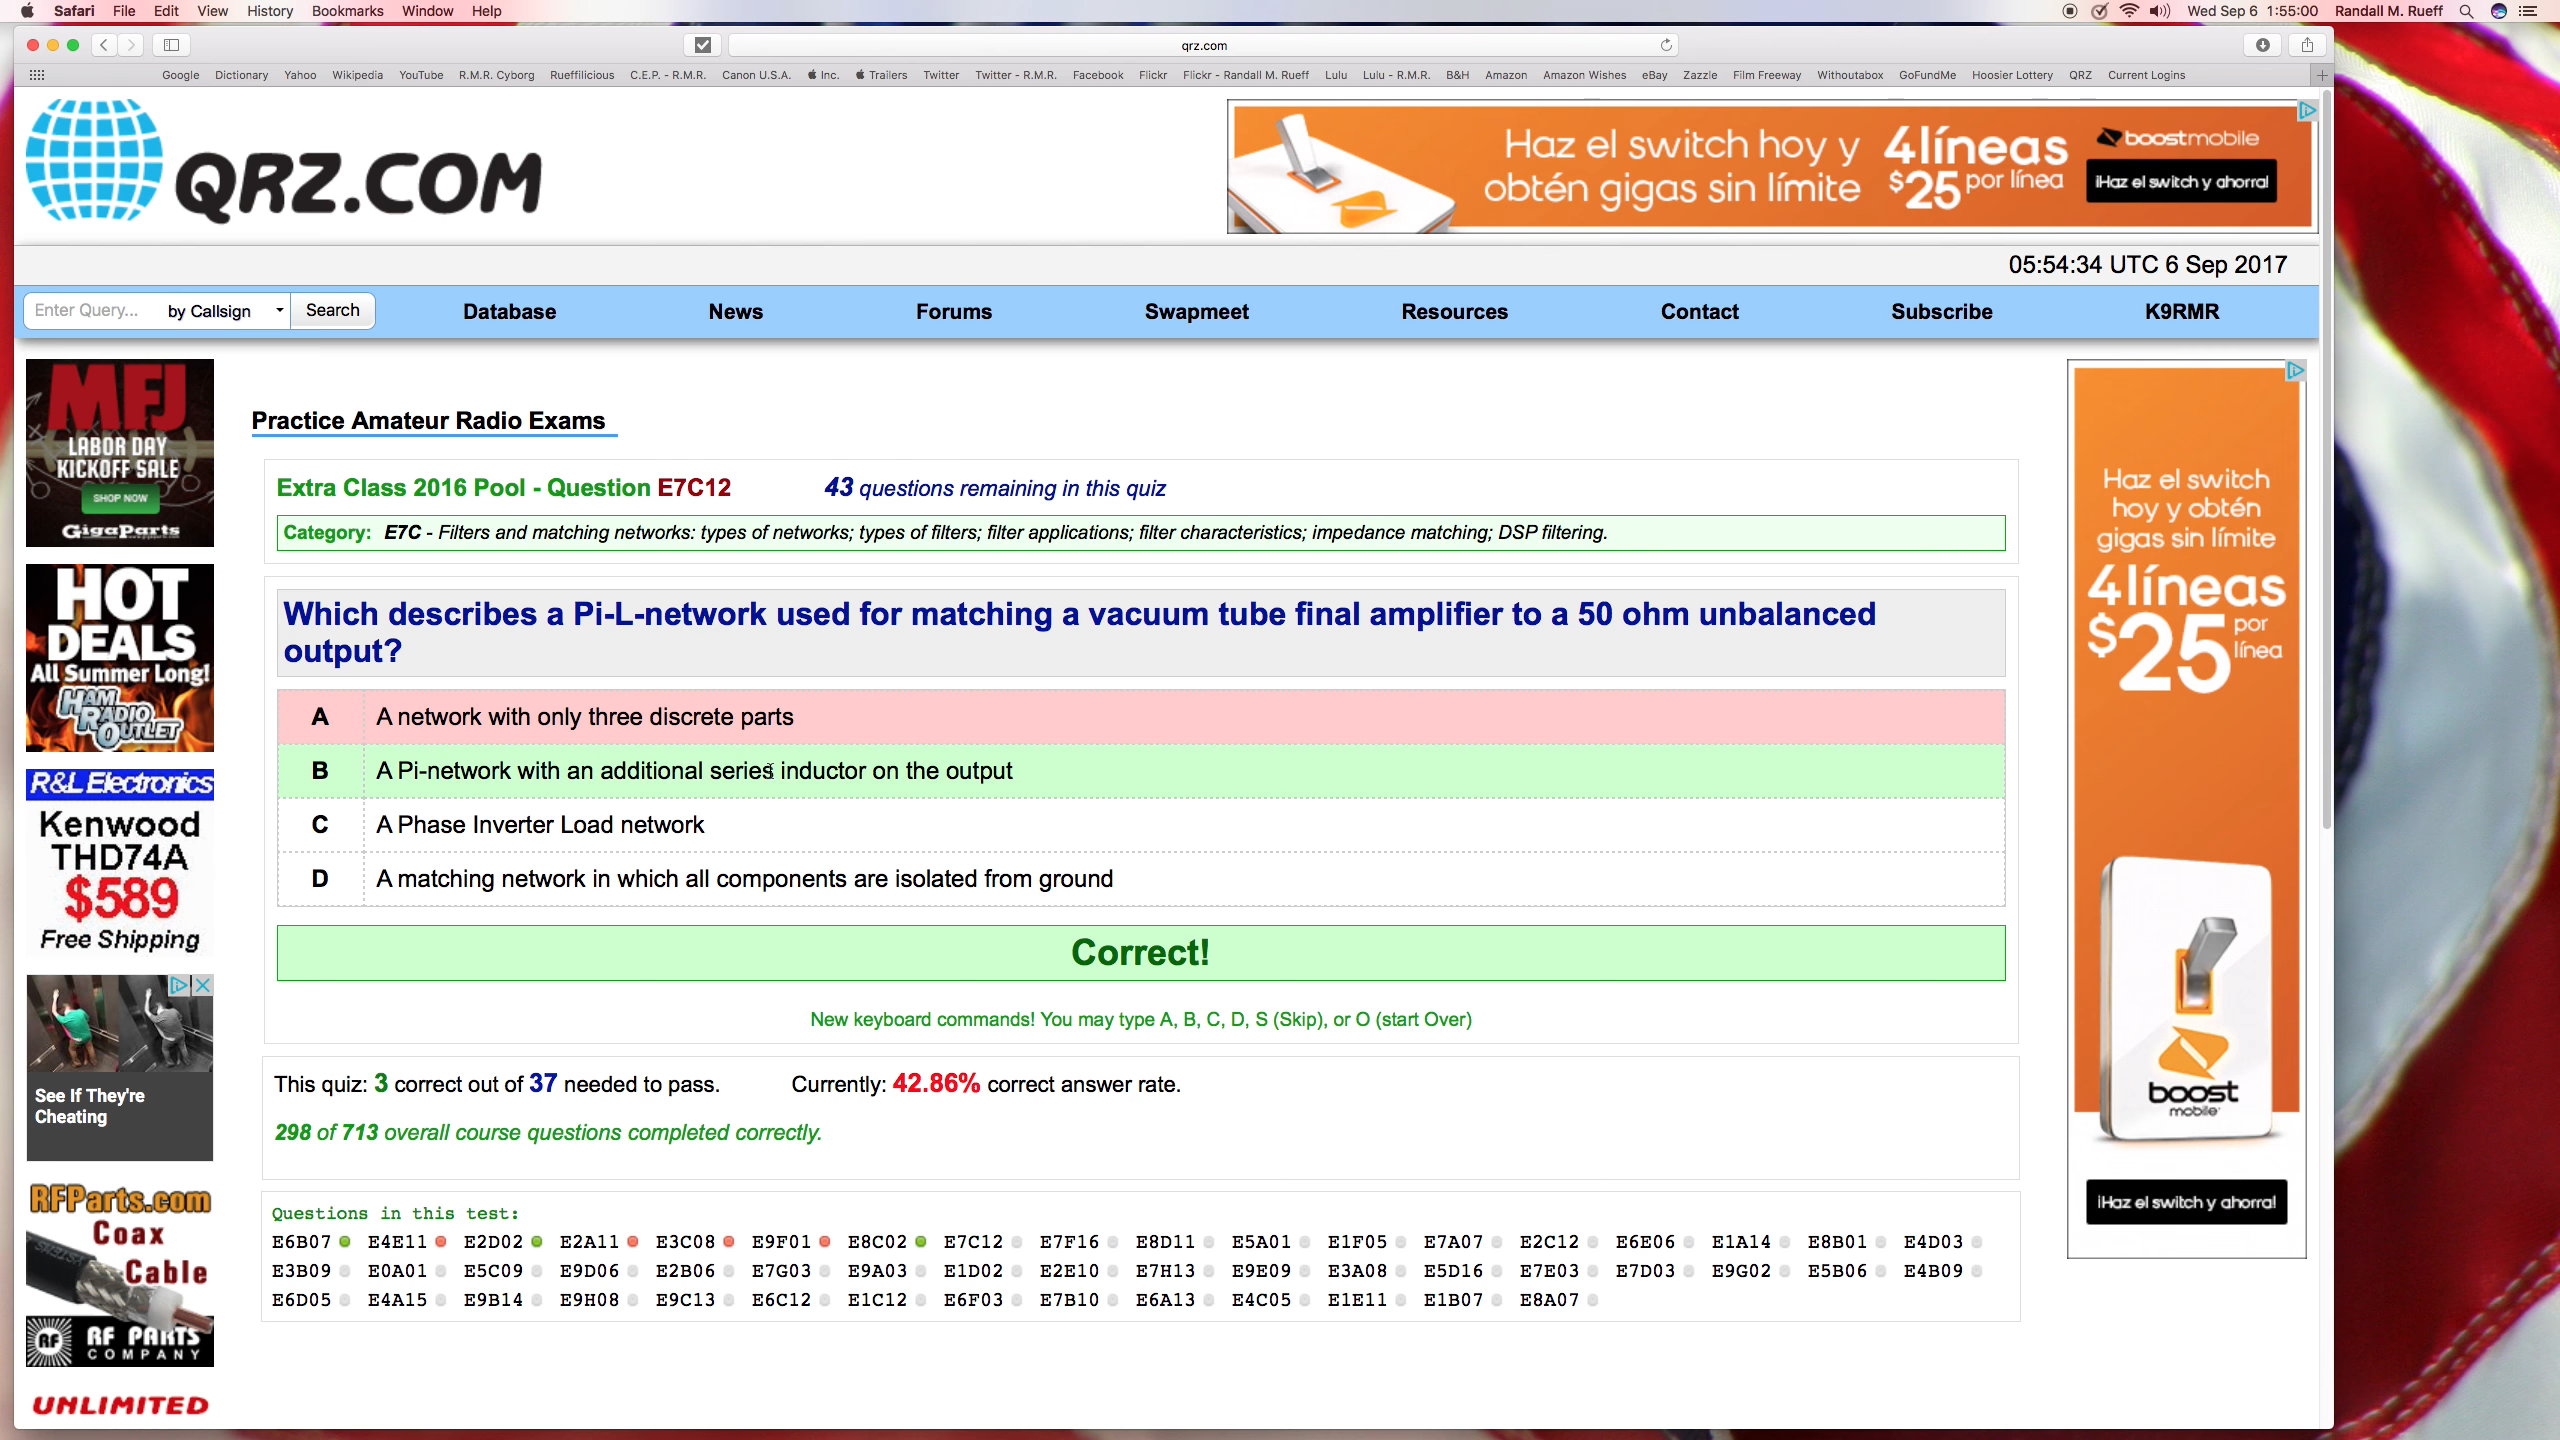 Safari File Edit View History Bookmarks Window Help
Wed Sep 6 1:55:00 Randall M. Rueff
qrz.com
Google Dictionary Yahoo Wikipedia YouTube R.M.R. Cyborg Rueffilicious C.E.P. - R.M.R. Canon U.S.A. Inc. Trailers Twitter Twitter - R.M.R. Facebook Flickr Flickr - Randall M. Rueff Lulu Lulu - R.M.R. B&H Amazon Amazon Wishes eBay Zazzle Film Freeway Withoutabox GoFundMe Hoosier Lottery QRZ Current Logins
QRZ.COM
Haz el switch hoy y
obtén gigas sin límite
4líneas
$25 por línea
boostmobile
¡Haz el switch y ahorra!
05:54:34 UTC 6 Sep 2017
Enter Query... by Callsign Search Database News Forums Swapmeet Resources Contact Subscribe K9RMR
MFJ
LABOR DAY
KICKOFF SALE
SHOP NOW
GigaParts
HOT
DEALS
All Summer Long!
HAM
RADIO
OUTLET
R&L Electronics
Kenwood
THD74A
$589
Free Shipping
See If They're
Cheating
RFParts.com
Coax
Cable
RF RF PARTS
COMPANY
UNLIMITED
Practice Amateur Radio Exams
Extra Class 2016 Pool - Question E7C12 43 questions remaining in this quiz
Category: E7C - Filters and matching networks: types of networks; types of filters; filter applications; filter characteristics; impedance matching; DSP filtering.
Which describes a Pi-L-network used for matching a vacuum tube final amplifier to a 50 ohm unbalanced
output?
A A network with only three discrete parts
B A Pi-network with an additional series inductor on the output
C A Phase Inverter Load network
D A matching network in which all components are isolated from ground
Correct!
New keyboard commands! You may type A, B, C, D, S (Skip), or O (start Over)
This quiz: 3 correct out of 37 needed to pass. Currently: 42.86% correct answer rate.
298 of 713 overall course questions completed correctly.
Questions in this test:
E6B07 E4E11 E2D02 E2A11 E3C08 E9F01 E8C02 E7C12 E7F16 E8D11 E5A01 E1F05 E7A07 E2C12 E6E06 E1A14 E8B01 E4D03
E3B09 E0A01 E5C09 E9D06 E2B06 E7G03 E9A03 E1D02 E2E10 E7H13 E9E09 E3A08 E5D16 E7E03 E7D03 E9G02 E5B06 E4B09
E6D05 E4A15 E9B14 E9H08 E9C13 E6C12 E1C12 E6F03 E7B10 E6A13 E4C05 E1E11 E1B07 E8A07
Haz el switch
hoy y obtén
gigas sin límite
4líneas
$25 por
línea
boost
mobile
¡Haz el switch y ahorra!